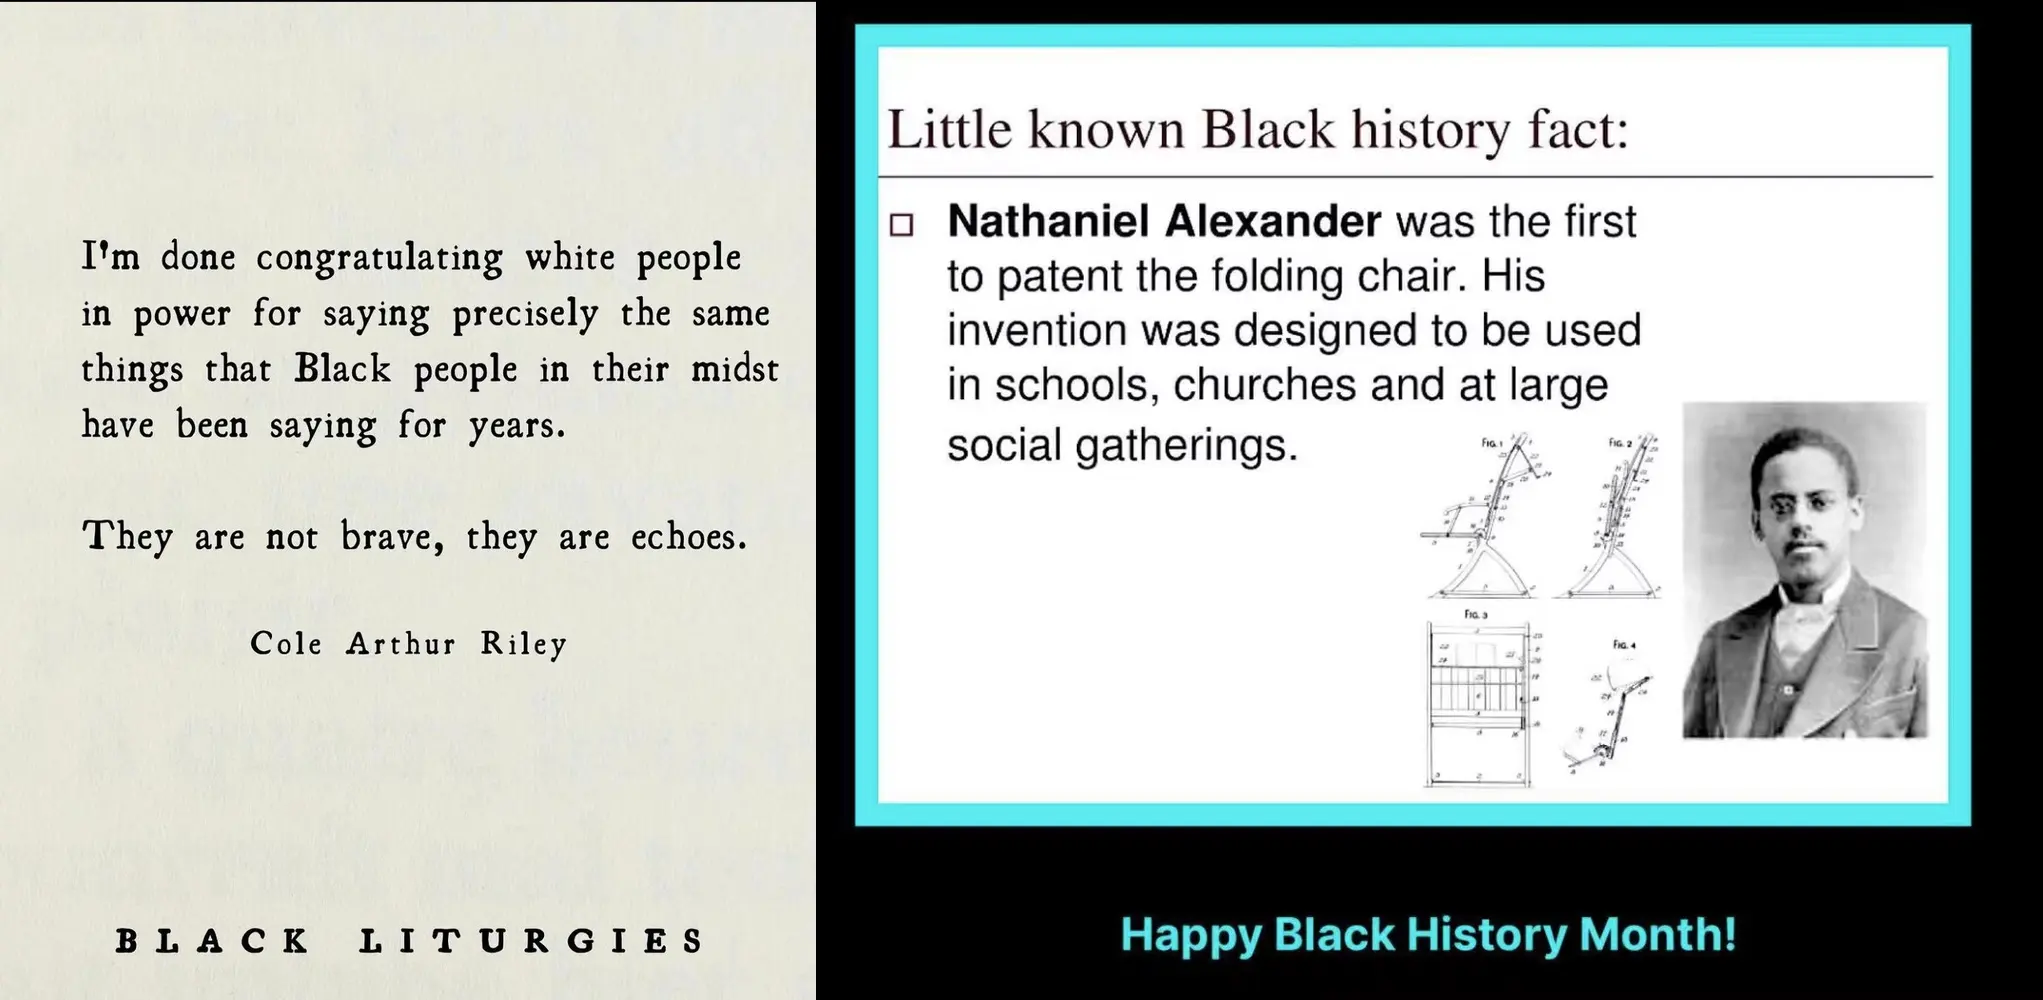 I'm done congratulating white people
in power for saying precisely the same
things that Black people in their midst
have been saying for years.
They are not brave, they are echoes.
Cole Arthur Riley
BLACK LITURGIES
Little known Black history fact:
Nathaniel Alexander was the first
to patent the folding chair. His
invention was designed to be used
in schools, churches and at large
social gatherings.
FIG. 1
FIG. 2
FIG. 3
FIG. 4
Happy Black History Month!